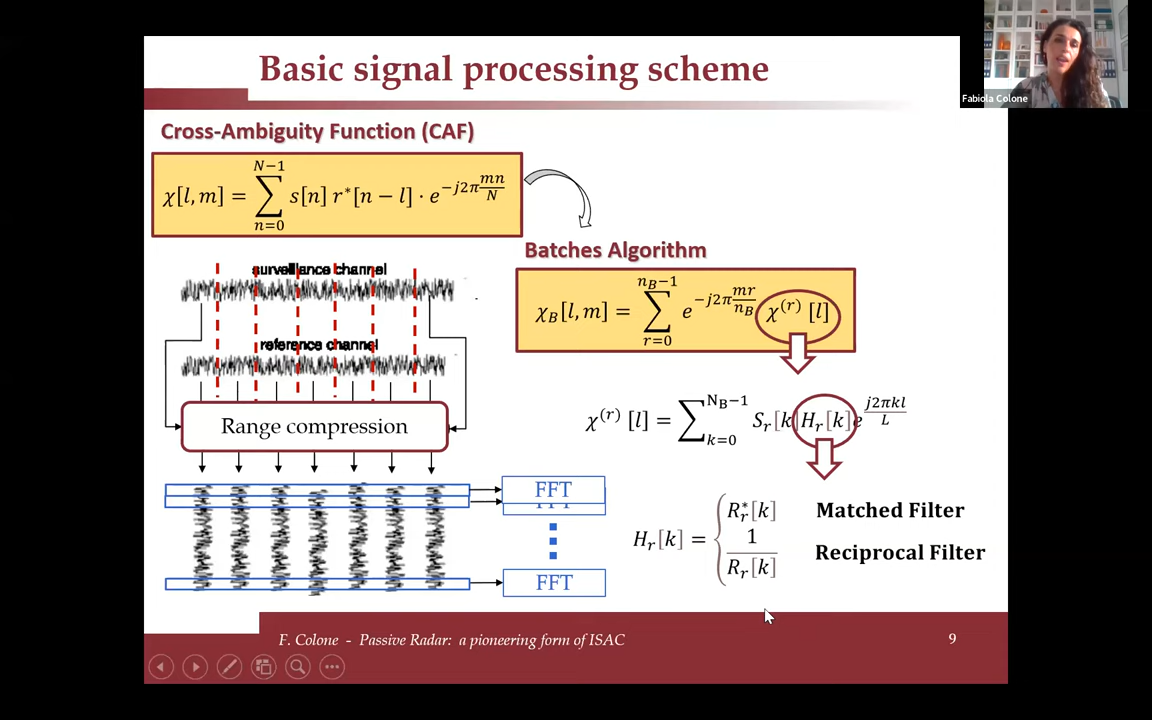 Basic signal processing scheme
Fabiola Colone
Cross-Ambiguity Function (CAF)
χ[l, m] = ∑_{n=0}^{N−1} s[n] r*[n − l] · e^{−j2π mn/N}
Batches Algorithm
χ_B[l, m] = ∑_{r=0}^{n_B−1} e^{−j2π mr/n_B} χ^{(r)} [l]
surveillance channel
reference channel
Range compression
χ^{(r)} [l] = ∑_{k=0}^{N_B−1} S_r[k] H_r[k] e^{j2πkl/L}
FFT
FFT
FFT
H_r[k] = { R_r^*[k] Matched Filter
1/R_r[k] Reciprocal Filter
F. Colone - Passive Radar: a pioneering form of ISAC
9